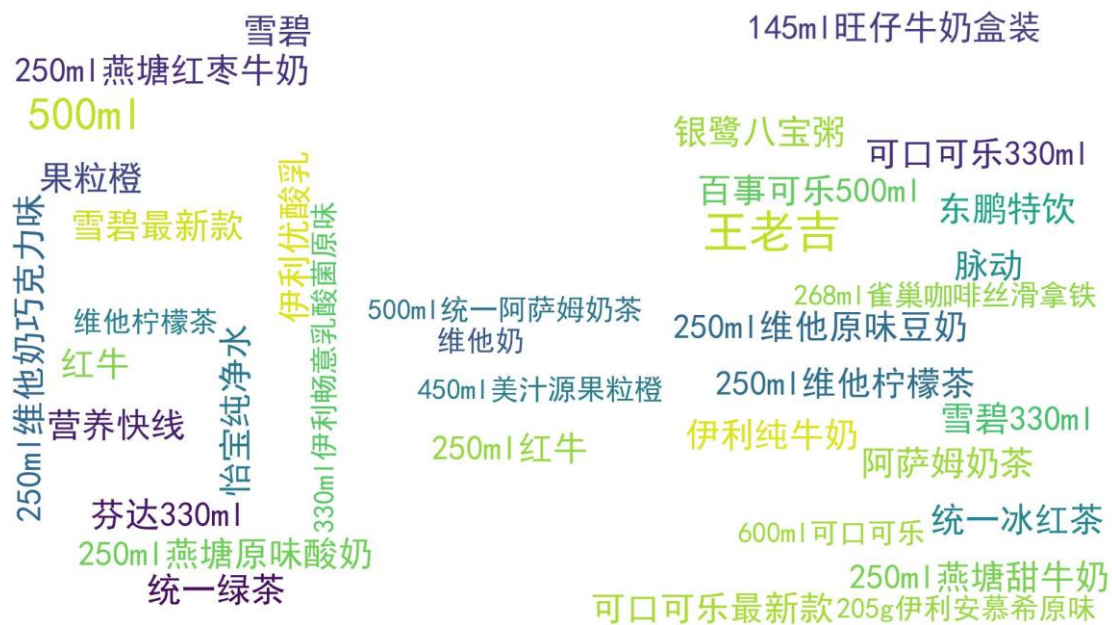 雪碧
145ml旺仔牛奶盒装
250ml燕塘红枣牛奶
500ml
银鹭八宝粥
可口可乐330ml
果粒橙
百事可乐500ml
东鹏特饮
雪碧最新款
王老吉
伊利优酸乳
250ml维他奶巧克力味
330ml伊利畅意乳酸菌原味
脉动
268ml雀巢咖啡丝滑拿铁
500ml统一阿萨姆奶茶
维他柠檬茶
250ml维他原味豆奶
维他奶
红牛
怡宝纯净水
450ml美汁源果粒橙
250ml维他柠檬茶
营养快线
雪碧330ml
伊利纯牛奶
250ml红牛
阿萨姆奶茶
芬达330ml
统一冰红茶
600ml可口可乐
250ml燕塘原味酸奶
250ml燕塘甜牛奶
统一绿茶
可口可乐最新款
205g伊利安慕希原味